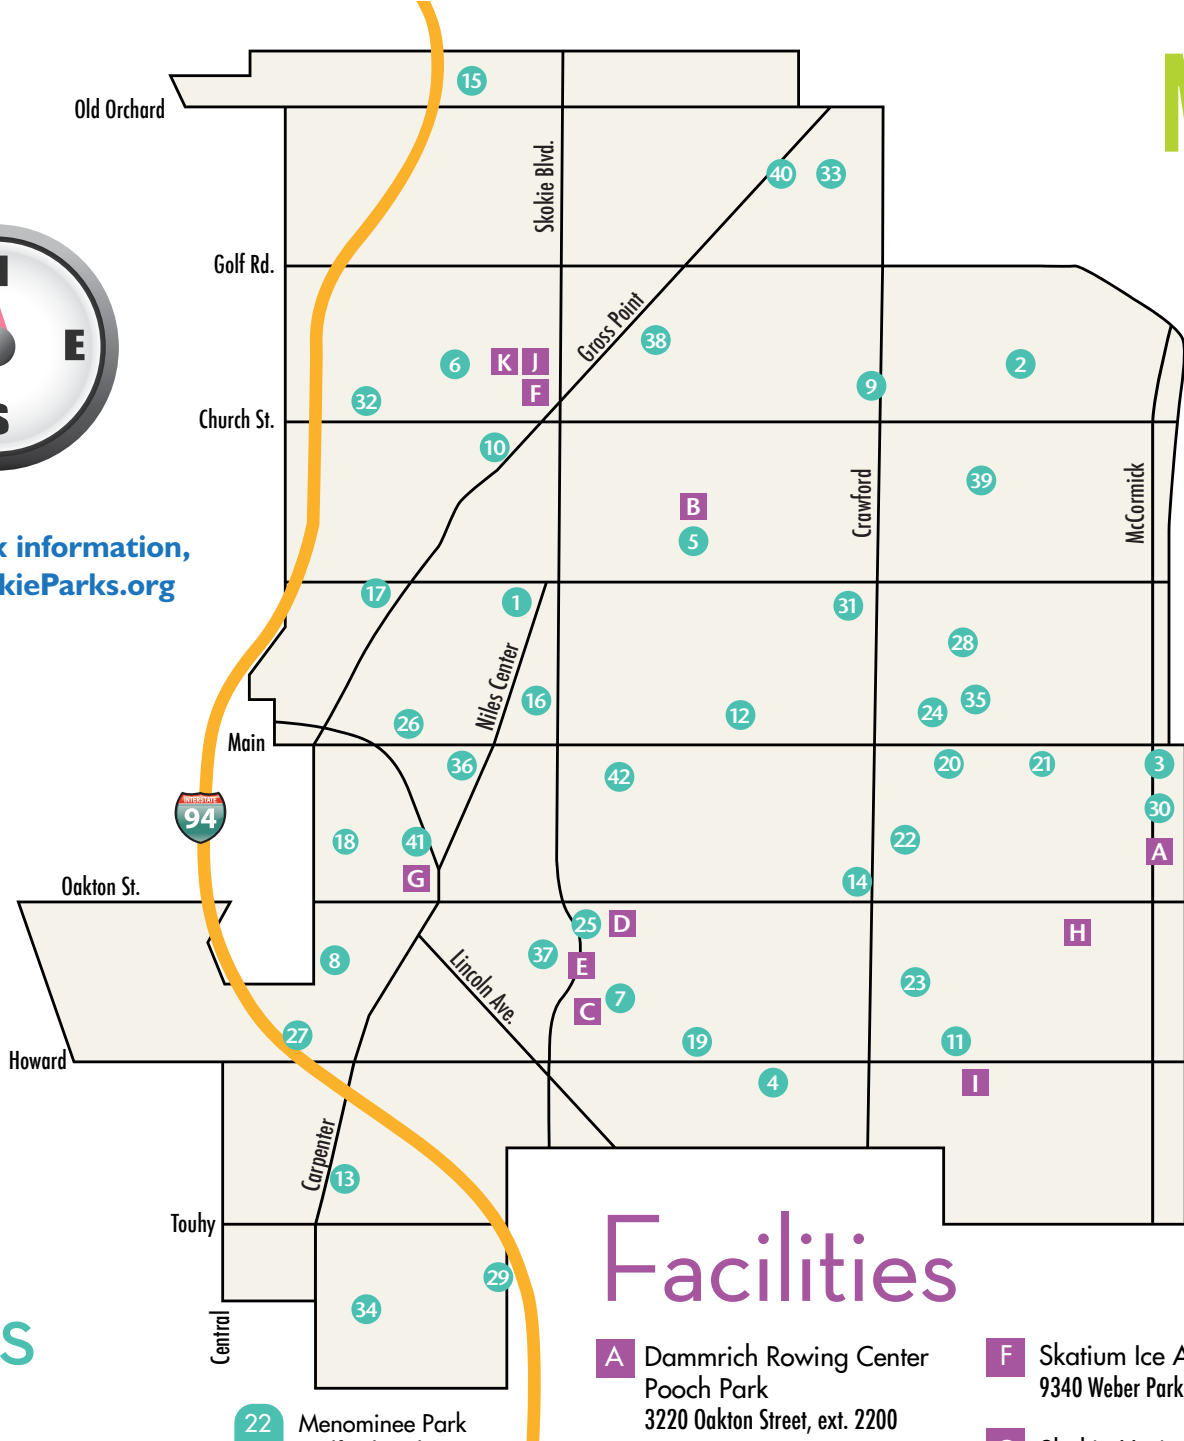 15
Old Orchard
Skokie Blvd.
40
33
Golf Rd.
E
S
Gross Point
38
K
J
F
6
2
9
32
Church St.
10
39
Crawford
McCormick
B
5
k information,
kieParks.org
17
1
31
28
Niles Center
16
12
24
35
26
Main
36
42
20
21
3
30
INTERSTATE
94
18
41
22
A
G
14
Oakton St.
25
D
H
8
37
E
Lincoln Ave.
C
7
23
27
19
11
Howard
4
I
Carpenter
13
Touhy
Facilities
29
34
Central
s
A
Dammrich Rowing Center
Pooch Park
3220 Oakton Street, ext. 2200
F
Skatium Ice A
9340 Weber Park
22
Menominee Park